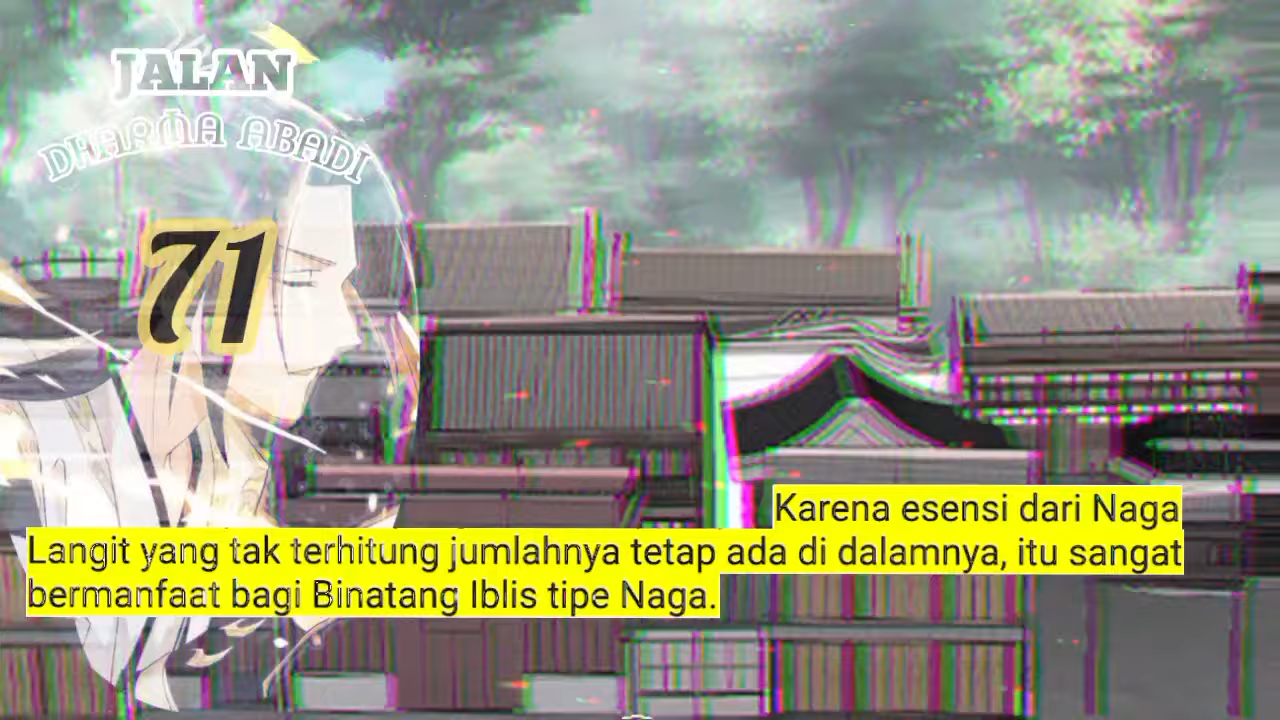 JALAN
DHARMA ABADI
71
Karena esensi dari Naga
Langit yang tak terhitung jumlahnya tetap ada di dalamnya, itu sangat
bermanfaat bagi Binatang Iblis tipe Naga.